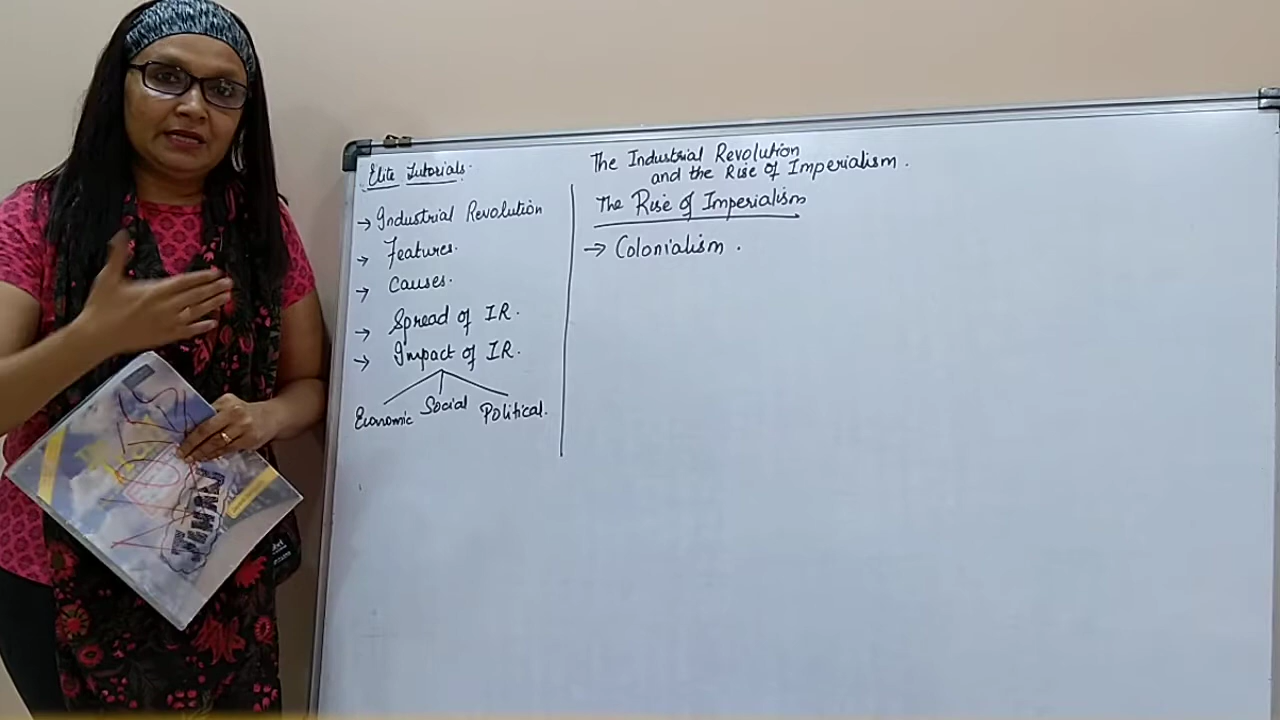 Elite Tutorials.
→ Industrial Revolution
→ Features.
→ Causes.
→ Spread of IR.
→ Impact of IR.
Economic Social Political.
The Industrial Revolution
and the Rise of Imperialism.
The Rise of Imperialism
→ Colonialism.